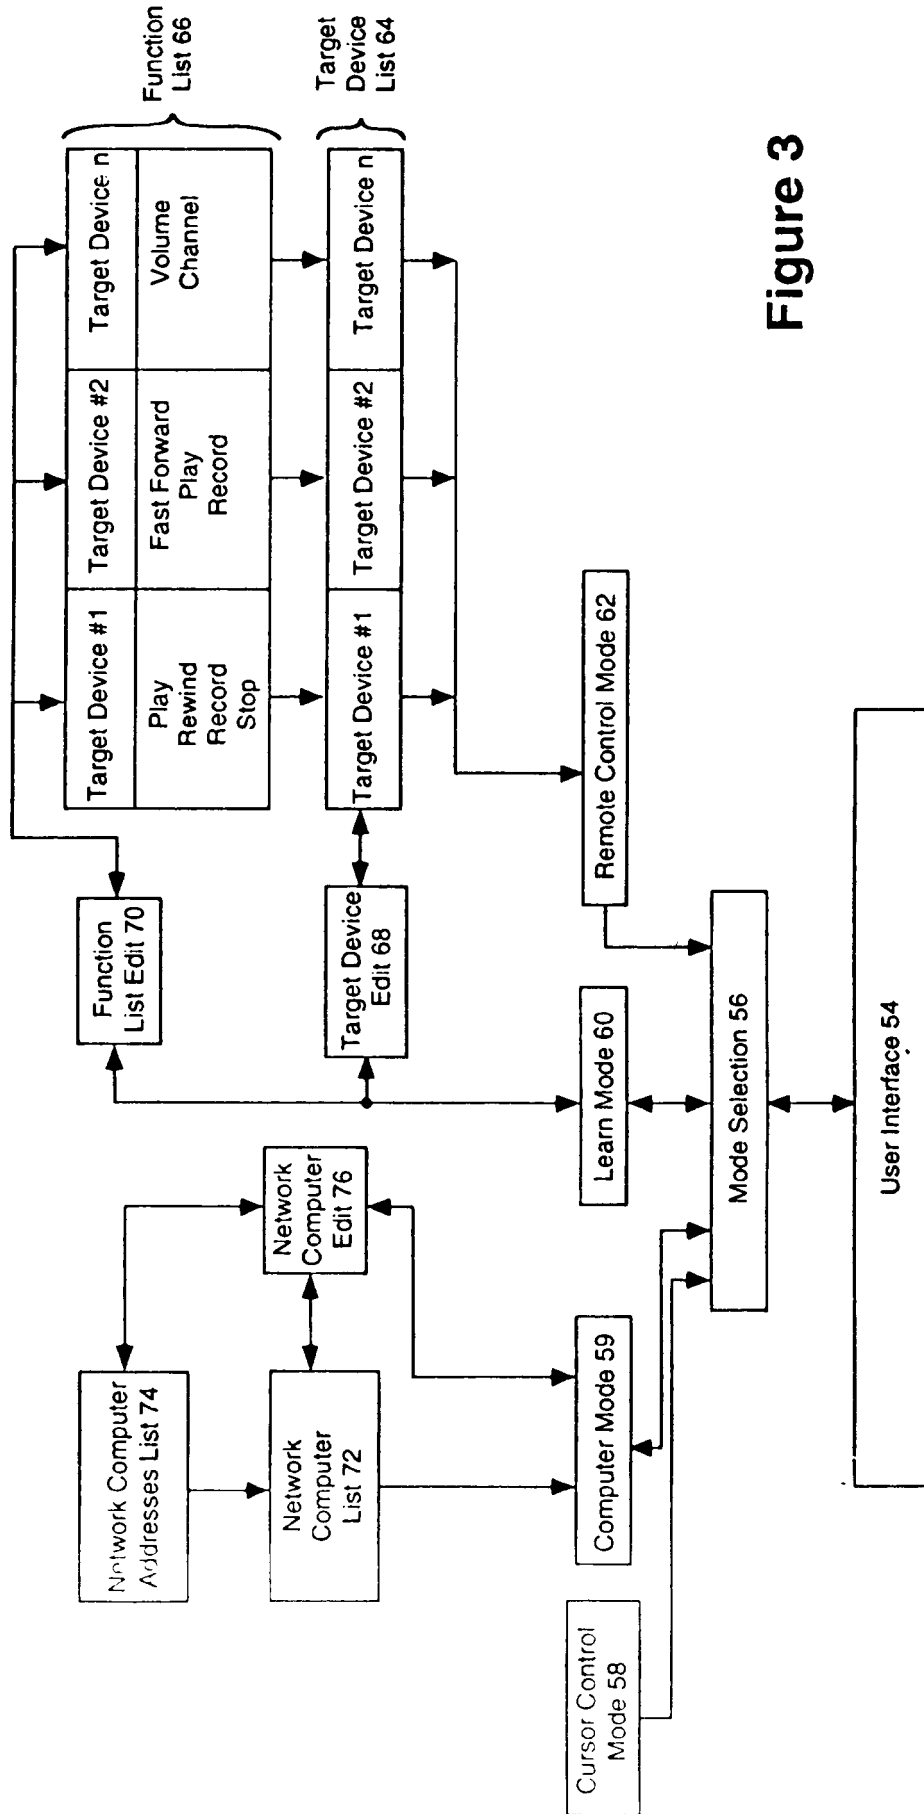 Function
List 66
Target Device #1
Target Device #2
Target Device n
Play
Rewind
Record
Stop
Fast Forward
Play
Record
Volume
Channel
Target
Device
List 64
Target Device #1
Target Device #2
Target Device n
Function
List Edit 70
Target Device
Edit 68
Network Computer
Addresses List 74
Network
Computer
Edit 76
Network
Computer
List 72
Cursor Control
Mode 58
Computer Mode 59
Learn Mode 60
Remote Control Mode 62
Mode Selection 56
User Interface 54
Figure 3